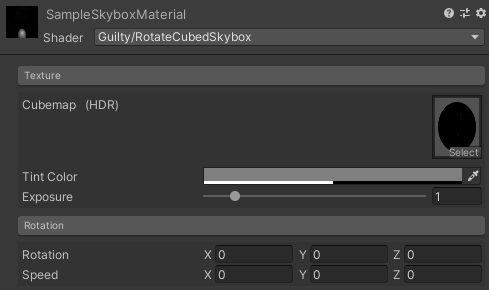 SampleSkyboxMaterial
Shader Guilty/RotateCubedSkybox
Texture
Cubemap (HDR)
Select
Tint Color
Exposure 1
Rotation
Rotation X 0 Y 0 Z 0
Speed X 0 Y 0 Z 0